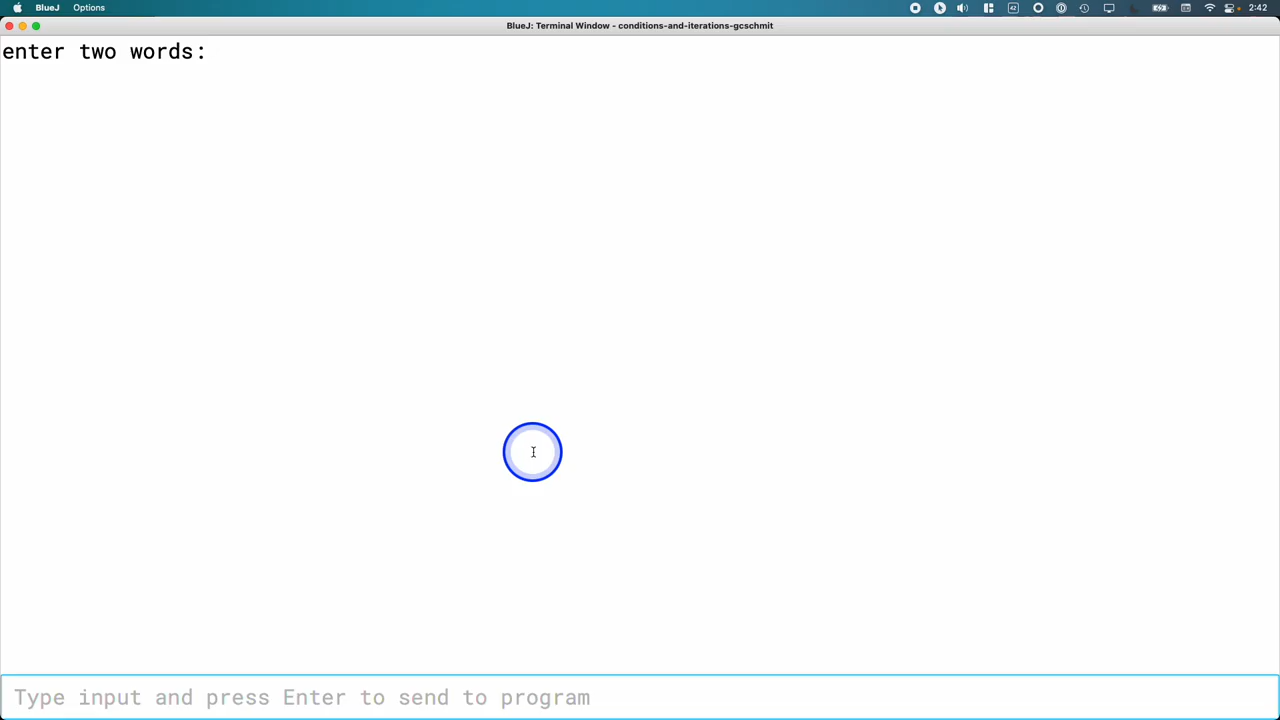 BlueJ Options 2:42
BlueJ: Terminal Window - conditions-and-iterations-gcschmit
enter two words:
Type input and press Enter to send to program